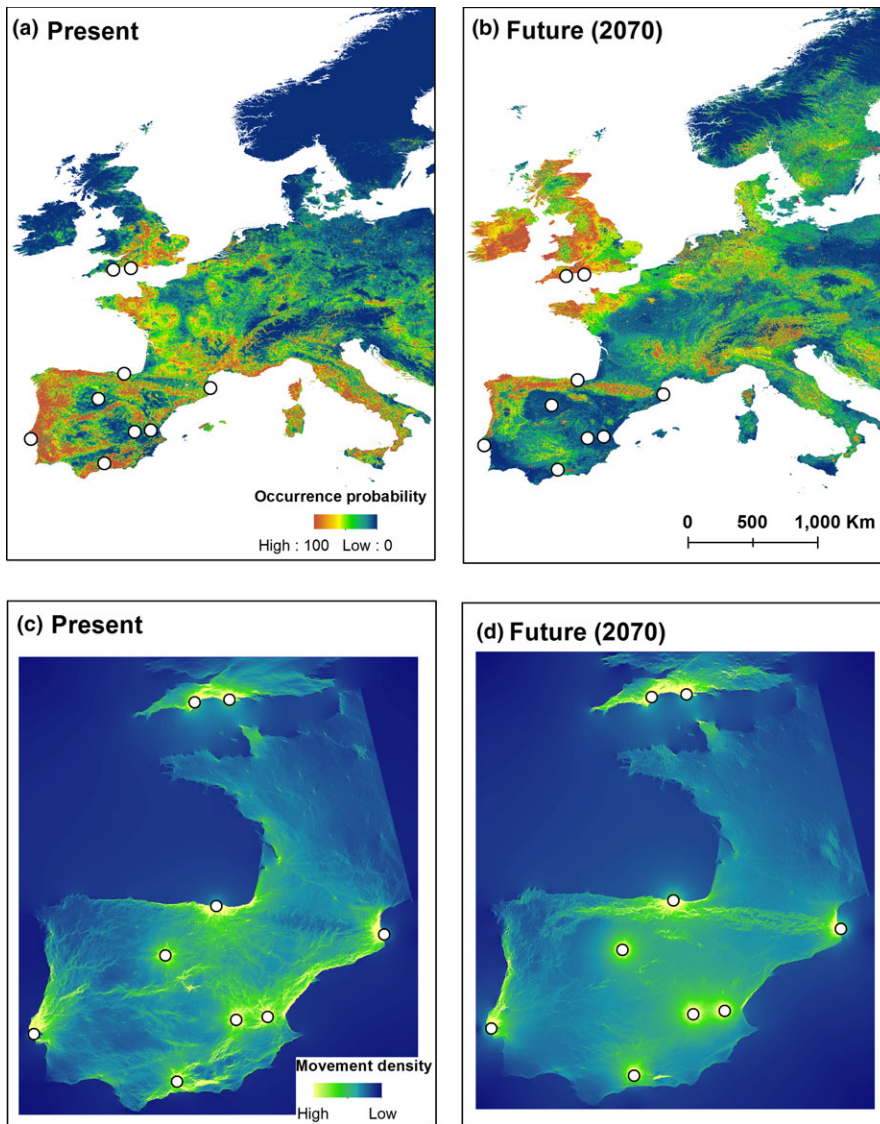 (a) Present
(b) Future (2070)
Occurrence probability
High : 100 Low : 0
0 500 1,000 Km
(c) Present
(d) Future (2070)
Movement density
High Low